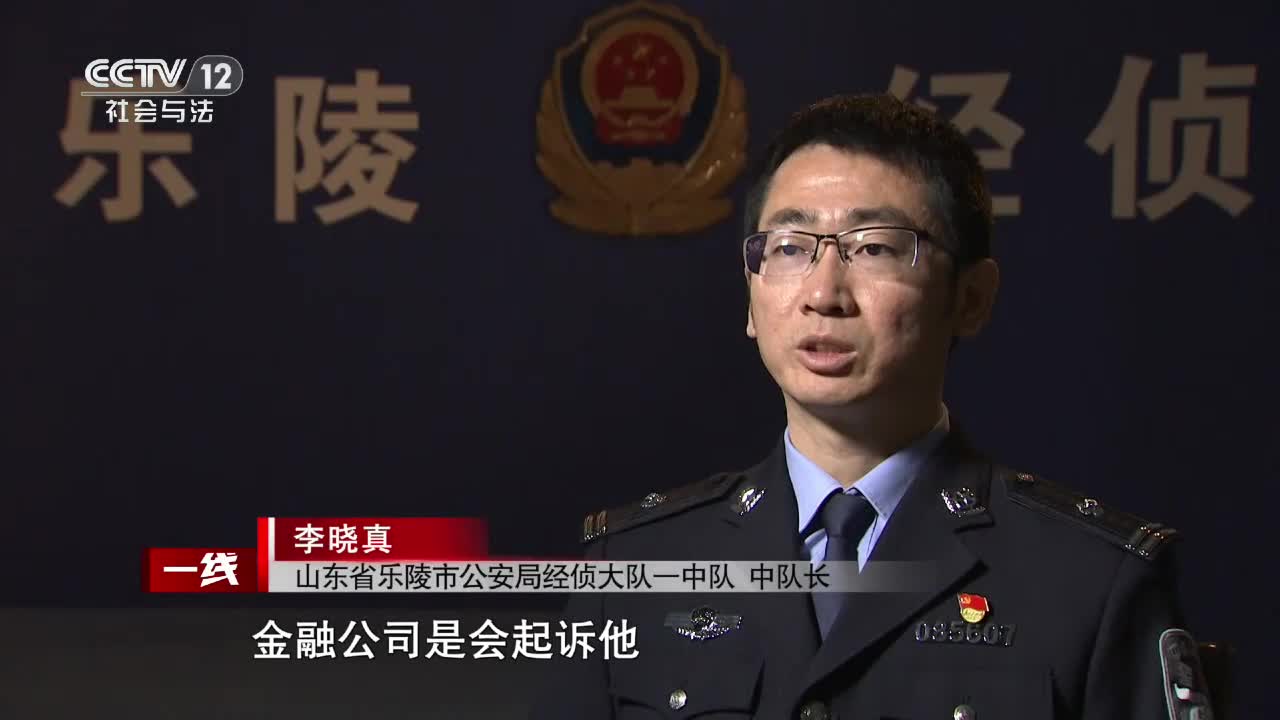 CCTV 12
社会与法
乐陵 经侦
李晓真
一线
山东省乐陵市公安局经侦大队一中队 中队长
085607
金融公司是会起诉他